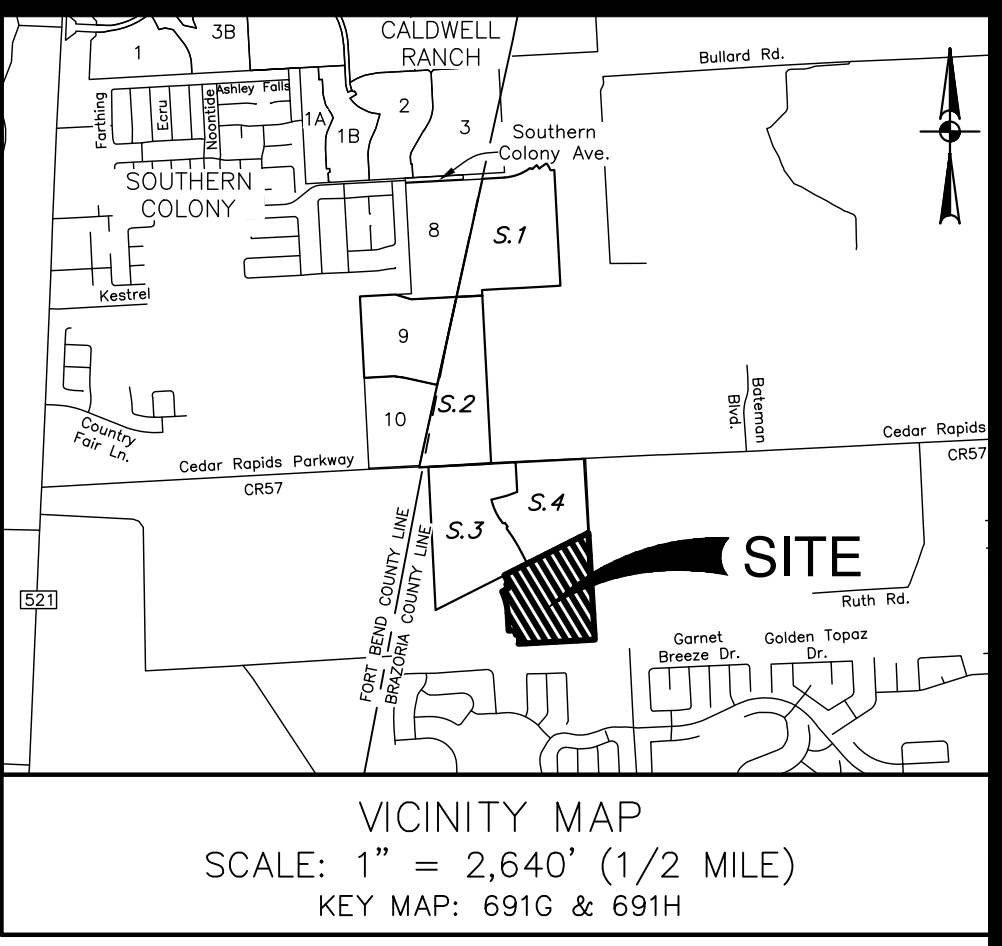 3B
CALDWELL
RANCH
1
Bullard Rd.
Ashley Falls
Farthing
Ecru
Noontide
1A
1B
2
3
Southern
Colony Ave.
SOUTHERN
COLONY
8
S.1
Kestrel
9
S.2
10
Country
Fair Ln.
Bateman
Blvd.
Cedar Rapids Parkway
CR57
Cedar Rapids
CR57
S.3
S.4
FORT BEND COUNTY LINE
BRAZORIA COUNTY LINE
SITE
521
Ruth Rd.
Garnet
Breeze Dr.
Golden Topaz
Dr.
VICINITY MAP
SCALE: 1" = 2,640' (1/2 MILE)
KEY MAP: 691G & 691H